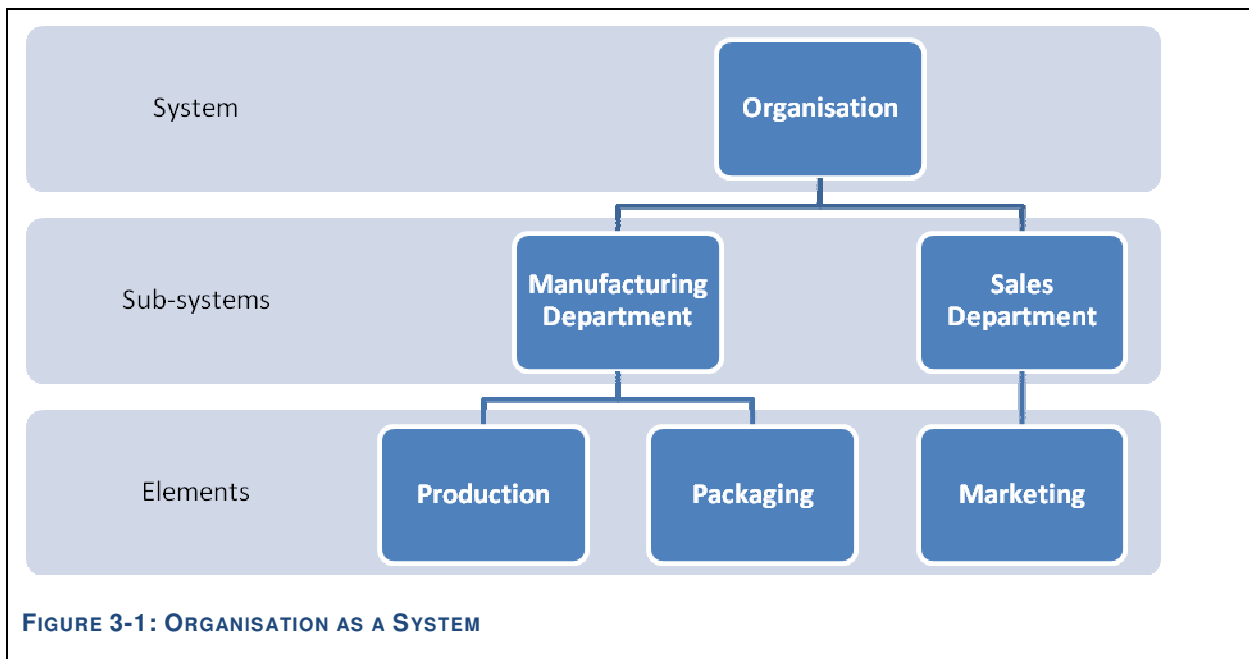 System
Organisation
Sub-systems
Manufacturing
Department
Sales
Department
Elements
Production
Packaging
Marketing
FIGURE 3-1: ORGANISATION AS A SYSTEM